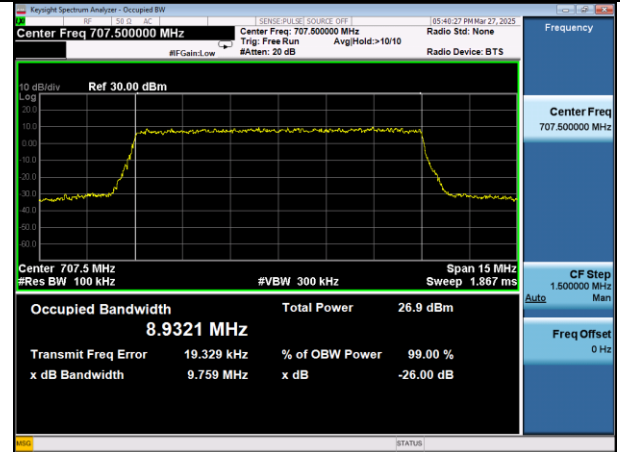 Keysight Spectrum Analyzer - Occupied BW
RF 50 Ω AC SENSE:PULSE SOURCE OFF 05:40:27 PM Mar 27, 2025
Center Freq 707.500000 MHz Center Freq: 707.500000 MHz Radio Std: None Frequency
Trig: Free Run Avg|Hold:>10/10
#IFGain:Low #Atten: 20 dB Radio Device: BTS
10 dB/div Ref 30.00 dBm
Log
20.0
10.0
0.00
-10.0
-20.0
-30.0
-40.0
-50.0
-60.0
Center Freq
707.500000 MHz
Center 707.5 MHz Span 15 MHz
#Res BW 100 kHz #VBW 300 kHz Sweep 1.867 ms
CF Step
1.500000 MHz
Auto Man
Occupied Bandwidth Total Power 26.9 dBm
8.9321 MHz
Transmit Freq Error 19.329 kHz % of OBW Power 99.00 %
x dB Bandwidth 9.759 MHz x dB -26.00 dB
Freq Offset
0 Hz
MSG STATUS